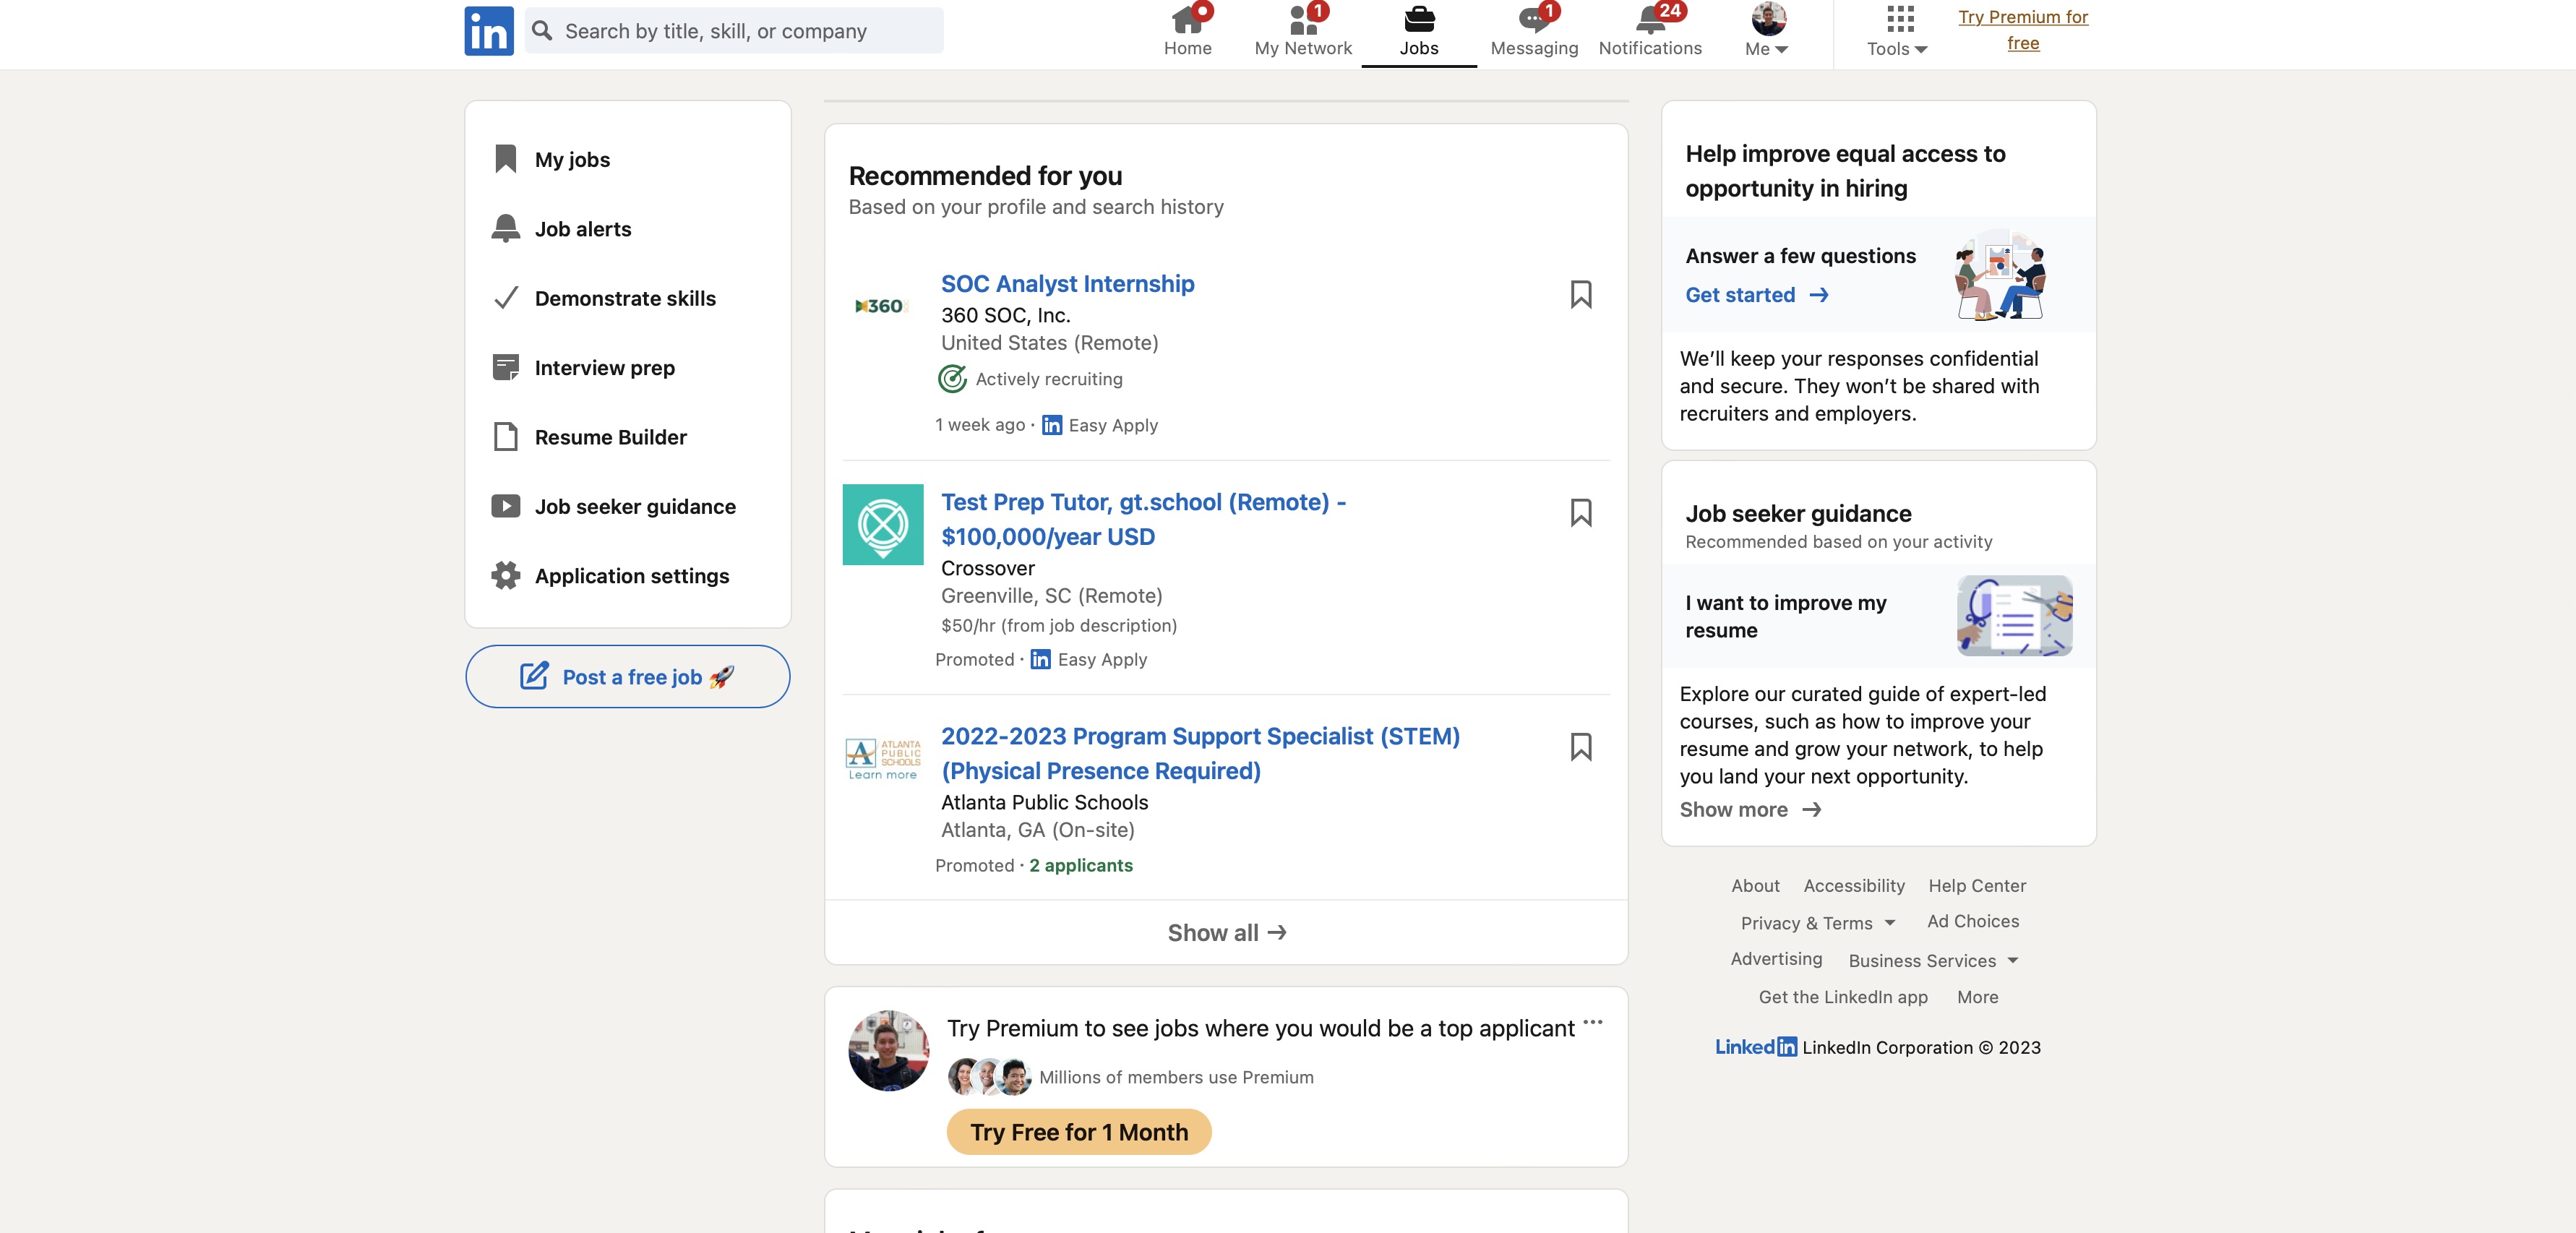 in
Search by title, skill, or company
Home
1
My Network
Jobs
1
Messaging
24
Notifications
Me
Tools
Try Premium for
free
My jobs
Job alerts
Demonstrate skills
Interview prep
Resume Builder
Job seeker guidance
Application settings
Post a free job 🚀
Recommended for you
Based on your profile and search history
360
SOC Analyst Internship
360 SOC, Inc.
United States (Remote)
Actively recruiting
1 week ago · in Easy Apply
Test Prep Tutor, gt.school (Remote) -
$100,000/year USD
Crossover
Greenville, SC (Remote)
$50/hr (from job description)
Promoted · in Easy Apply
A ATLANTA
PUBLIC
SCHOOLS
Learn more
2022-2023 Program Support Specialist (STEM)
(Physical Presence Required)
Atlanta Public Schools
Atlanta, GA (On-site)
Promoted · 2 applicants
Show all →
Try Premium to see jobs where you would be a top applicant ···
Millions of members use Premium
Try Free for 1 Month
Help improve equal access to
opportunity in hiring
Answer a few questions
Get started →
We’ll keep your responses confidential
and secure. They won’t be shared with
recruiters and employers.
Job seeker guidance
Recommended based on your activity
I want to improve my
resume
Explore our curated guide of expert-led
courses, such as how to improve your
resume and grow your network, to help
you land your next opportunity.
Show more →
About Accessibility Help Center
Privacy & Terms Ad Choices
Advertising Business Services
Get the LinkedIn app More
Linkedin LinkedIn Corporation © 2023